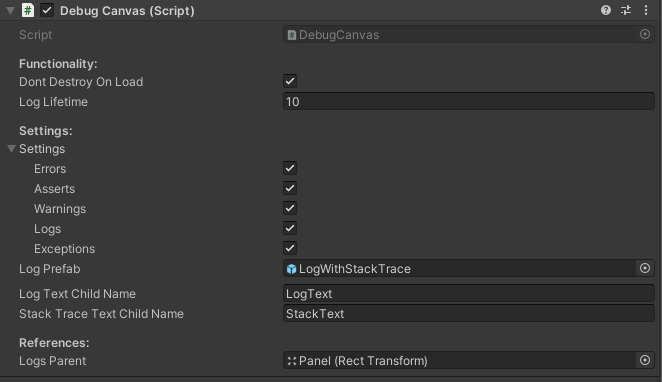 Debug Canvas (Script)
Script DebugCanvas
Functionality:
Dont Destroy On Load
Log Lifetime 10
Settings:
Settings
Errors
Asserts
Warnings
Logs
Exceptions
Log Prefab LogWithStackTrace
Log Text Child Name LogText
Stack Trace Text Child Name StackText
References:
Logs Parent Panel (Rect Transform)